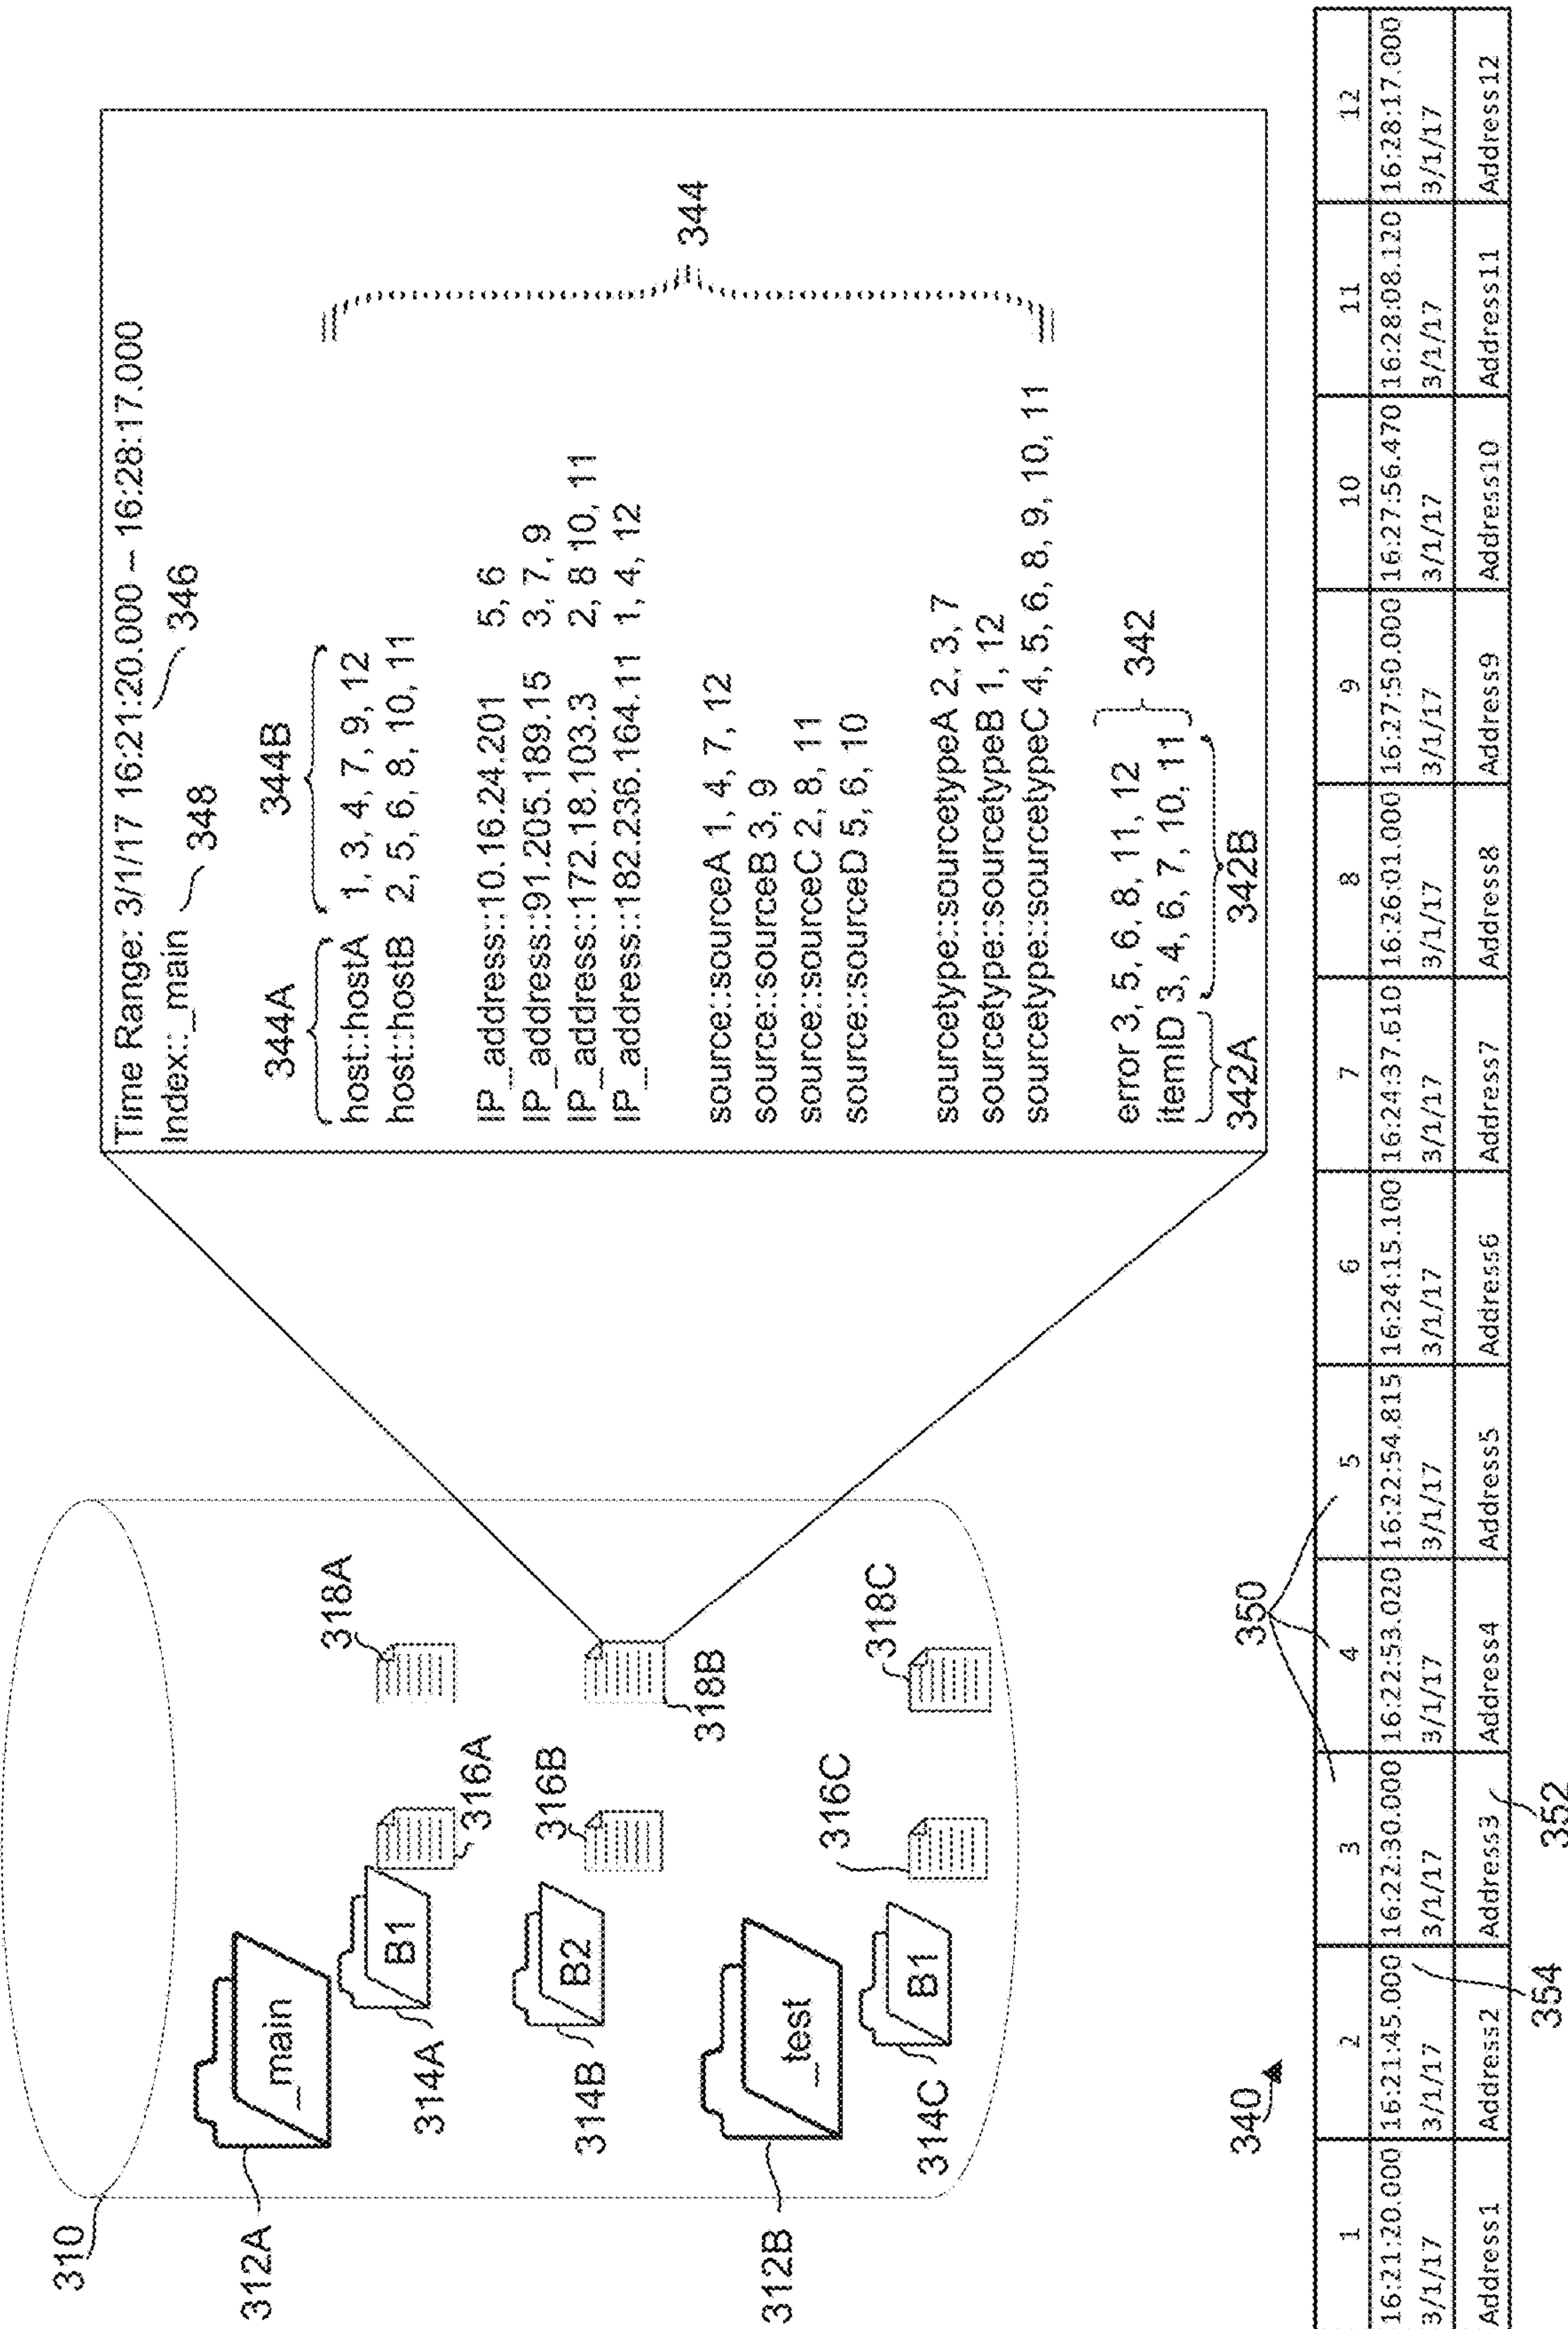 310
312A
_main
314A
B1
316A
318A
314B
B2
316B
318B
312B
_test
314C
B1
316C
318C
Time Range: 3/1/17 16:21:20.000 – 16:28:17.000
346
Index::_main
348
344A
344B
host::hostA 1, 3, 4, 7, 9, 12
host::hostB 2, 5, 6, 8, 10, 11
IP_address::10.16.24.201 5, 6
IP_address::91.205.189.15 3, 7, 9
IP_address::172.18.103.3 2, 8 10, 11
IP_address::182.236.164.11 1, 4, 12
344
source::sourceA 1, 4, 7, 12
source::sourceB 3, 9
source::sourceC 2, 8, 11
source::sourceD 5, 6, 10
sourcetype::sourcetypeA 2, 3, 7
sourcetype::sourcetypeB 1, 12
sourcetype::sourcetypeC 4, 5, 6, 8, 9, 10, 11
error 3, 5, 6, 8, 11, 12
itemID 3, 4, 6, 7, 10, 11
342
342A
342B
340
350
1 2 3 4 5 6 7 8 9 10 11 12
16:21:20.000 16:21:45.000 16:22:30.000 16:22:53.020 16:22:54.815 16:24:15.100 16:24:37.610 16:26:01.000 16:27:50.000 16:27:56.470 16:28:08.120 16:28:17.000
3/1/17 3/1/17 3/1/17 3/1/17 3/1/17 3/1/17 3/1/17 3/1/17 3/1/17 3/1/17 3/1/17 3/1/17
Address1 Address2 Address3 Address4 Address5 Address6 Address7 Address8 Address9 Address10 Address11 Address12
354
352